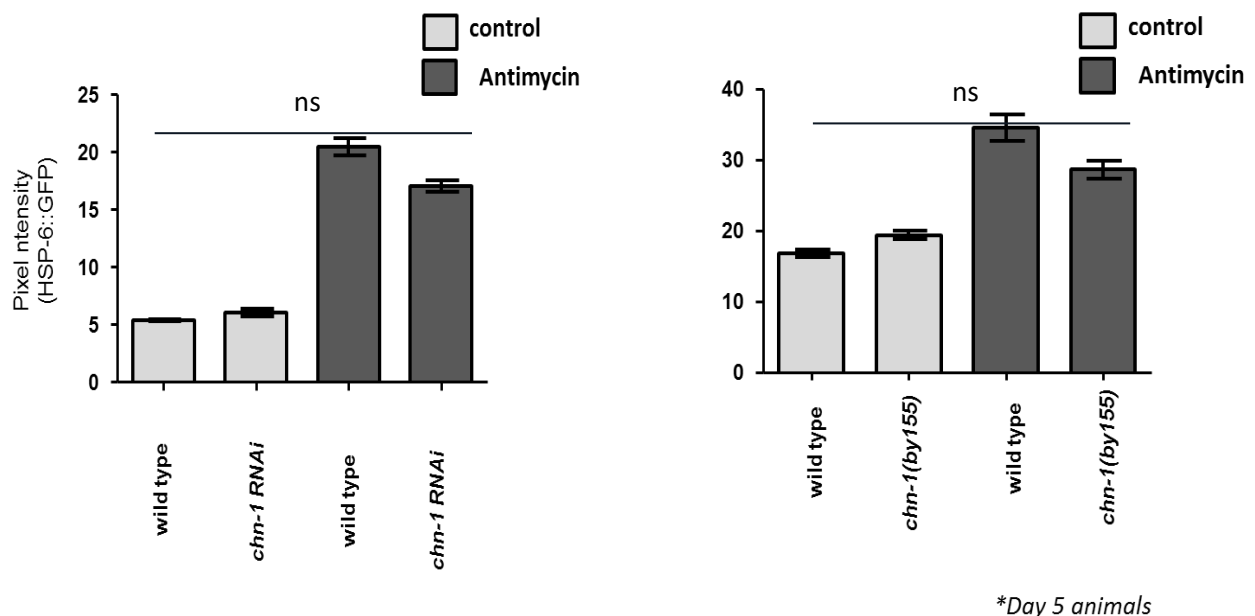 control
Antimycin
ns
25
20
15
10
5
0
Pixel Intensity
(HSP-6::GFP)
wild type
chn-1 RNAi
wild type
chn-1 RNAi
control
Antimycin
ns
40
30
20
10
0
wild type
chn-1(by155)
wild type
chn-1(by155)
*Day 5 animals